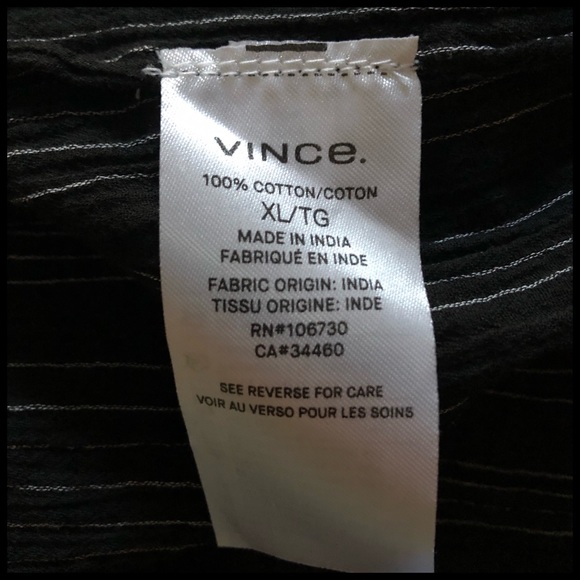 VINCe.
100% COTTON/COTON
XL/TG
MADE IN INDIA
FABRIQUÉ EN INDE
FABRIC ORIGIN: INDIA
TISSU ORIGINE: INDE
RN#106730
CA#34460
SEE REVERSE FOR CARE
VOIR AU VERSO POUR LES SOINS